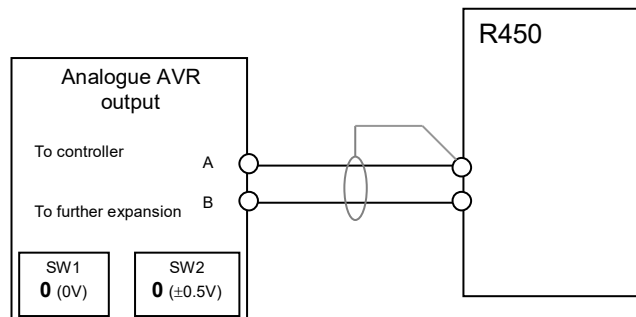 R450
Analogue AVR
output
To controller
A
To further expansion
B
SW1
0 (0V)
SW2
0 (±0.5V)